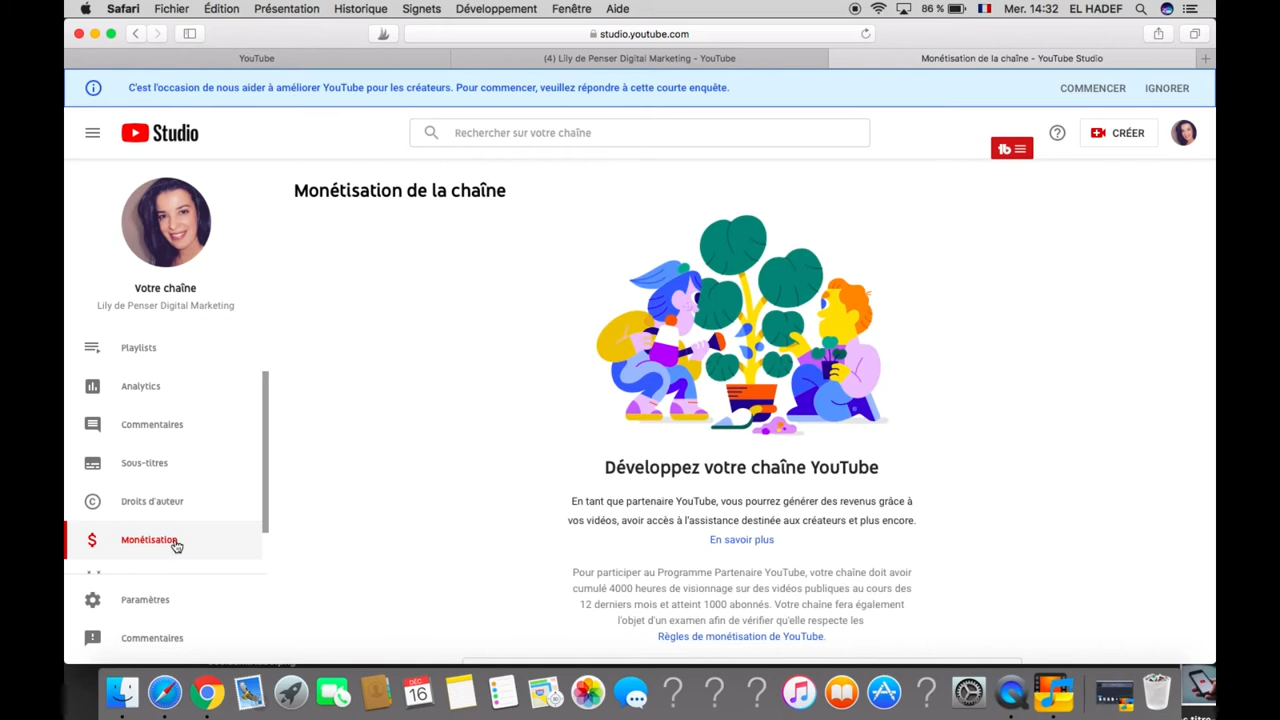 Safari Fichier Édition Présentation Historique Signets Développement Fenêtre Aide 86 % Mer. 14:32 EL HADEF
studio.youtube.com
YouTube (4) Lily de Penser Digital Marketing - YouTube Monétisation de la chaîne - YouTube Studio
C'est l'occasion de nous aider à améliorer YouTube pour les créateurs. Pour commencer, veuillez répondre à cette courte enquête. COMMENCER IGNORER
Studio Rechercher sur votre chaîne CRÉER
tb
Monétisation de la chaîne
Votre chaîne
Lily de Penser Digital Marketing
Playlists
Analytics
Commentaires
Sous-titres
Droits d'auteur
Monétisation
Paramètres
Commentaires
Développez votre chaîne YouTube
En tant que partenaire YouTube, vous pourrez générer des revenus grâce à
vos vidéos, avoir accès à l'assistance destinée aux créateurs et plus encore.
En savoir plus
Pour participer au Programme Partenaire YouTube, votre chaîne doit avoir
cumulé 4000 heures de visionnage sur des vidéos publiques au cours des
12 derniers mois et atteint 1000 abonnés. Votre chaîne fera également
l'objet d'un examen afin de vérifier qu'elle respecte les
Règles de monétisation de YouTube.
DÉC
16